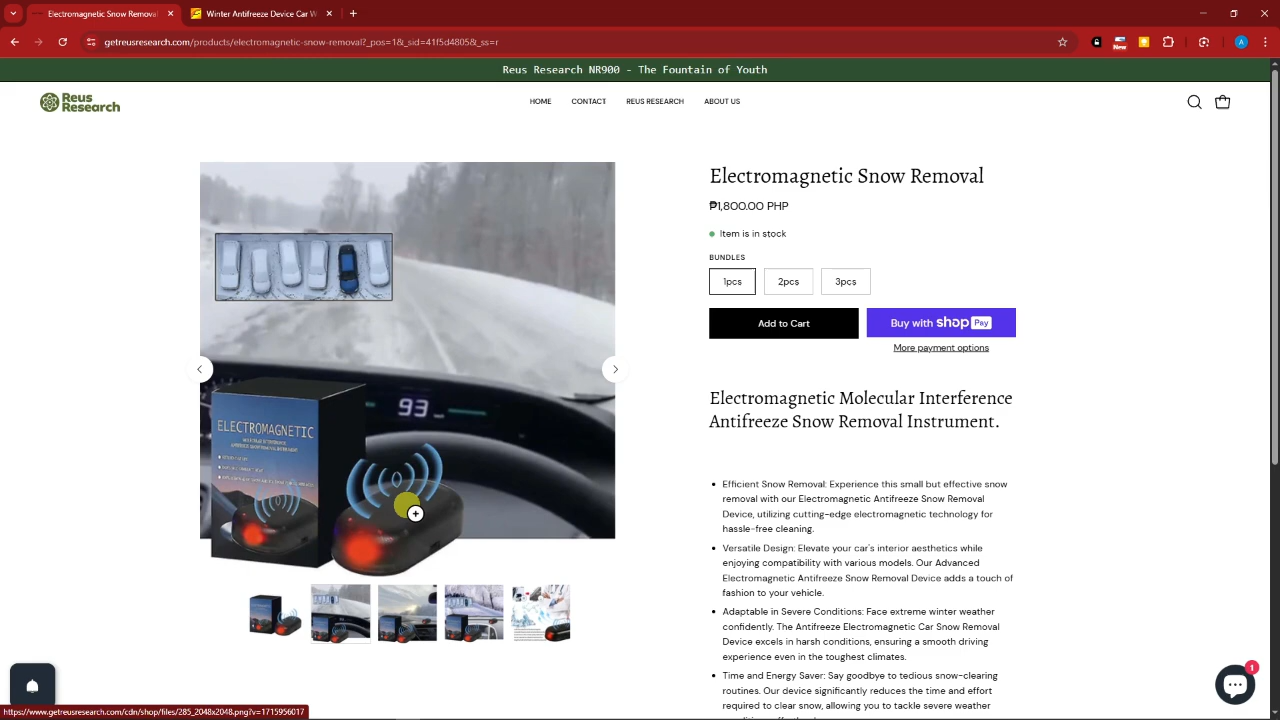 Electromagnetic Snow Removal
Winter Antifreeze Device Car W
getreusresearch.com/products/electromagnetic-snow-removal?_pos=1&_sid=41f5d4805&_ss=r
New
A
Reus Research NR900 - The Fountain of Youth
Reus
Research
HOME CONTACT REUS RESEARCH ABOUT US
Electromagnetic Snow Removal
₱1,800.00 PHP
Item is in stock
BUNDLES
1pcs 2pcs 3pcs
Add to Cart
Buy with shop Pay
More payment options
93
ELECTROMAGNETIC
Electromagnetic Molecular Interference
Antifreeze Snow Removal Instrument.
Efficient Snow Removal: Experience this small but effective snow
removal with our Electromagnetic Antifreeze Snow Removal
Device, utilizing cutting-edge electromagnetic technology for
hassle-free cleaning.
Versatile Design: Elevate your car's interior aesthetics while
enjoying compatibility with various models. Our Advanced
Electromagnetic Antifreeze Snow Removal Device adds a touch of
fashion to your vehicle.
Adaptable in Severe Conditions: Face extreme winter weather
confidently. The Antifreeze Electromagnetic Car Snow Removal
Device excels in harsh conditions, ensuring a smooth driving
experience even in the toughest climates.
Time and Energy Saver: Say goodbye to tedious snow-clearing
routines. Our device significantly reduces the time and effort
required to clear snow, allowing you to tackle severe weather
1
https://www.getreusresearch.com/cdn/shop/files/285_2048x2048.png?v=1715956017